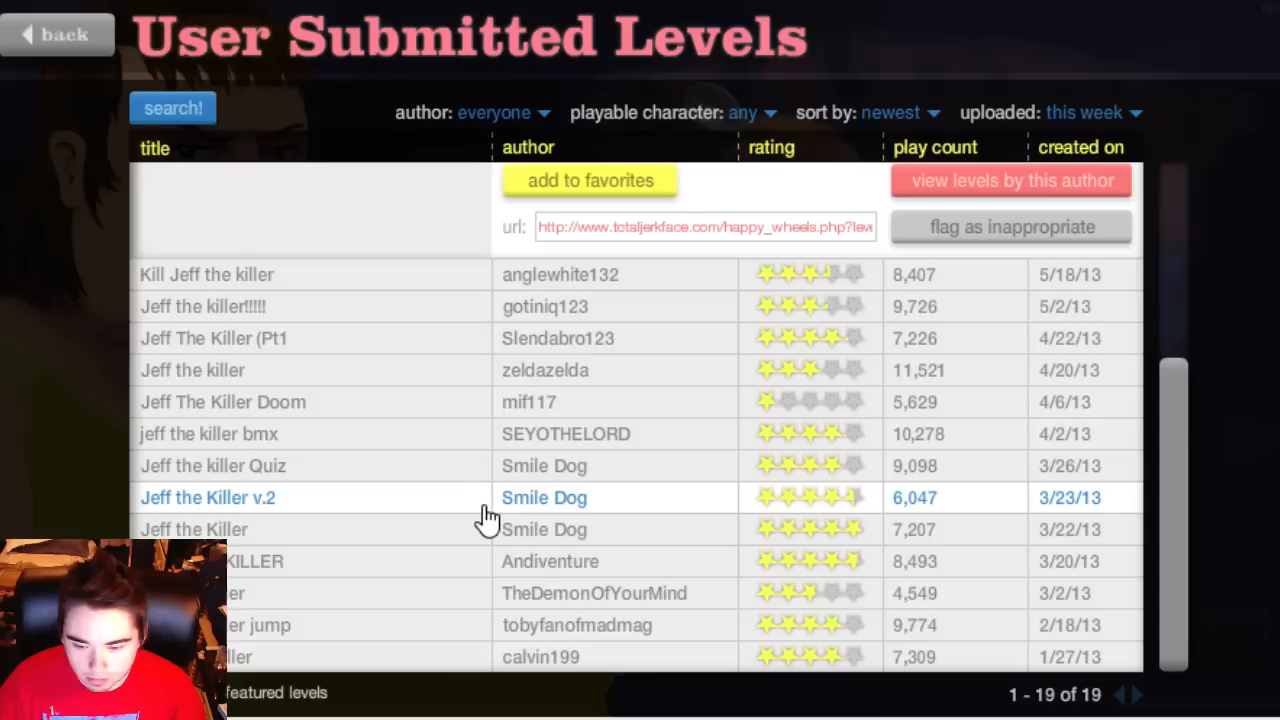 back
User Submitted Levels
search!
author: everyone playable character: any sort by: newest uploaded: this week
title author rating play count created on
add to favorites view levels by this author
url: http://www.totaljerkface.com/happy_wheels.php?leve flag as inappropriate
Kill Jeff the killer anglewhite132 8,407 5/18/13
Jeff the killer!!!!! gotiniq123 9,726 5/2/13
Jeff The Killer (Pt1 Slendabro123 7,226 4/22/13
Jeff the killer zeldazelda 11,521 4/20/13
Jeff The Killer Doom mif117 5,629 4/6/13
jeff the killer bmx SEYOTHELORD 10,278 4/2/13
Jeff the killer Quiz Smile Dog 9,098 3/26/13
Jeff the Killer v.2 Smile Dog 6,047 3/23/13
Jeff the Killer Smile Dog 7,207 3/22/13
KILLER Andiventure 8,493 3/20/13
er TheDemonOfYourMind 4,549 3/2/13
er jump tobyfanofmadmag 9,774 2/18/13
ller calvin199 7,309 1/27/13
featured levels 1 - 19 of 19